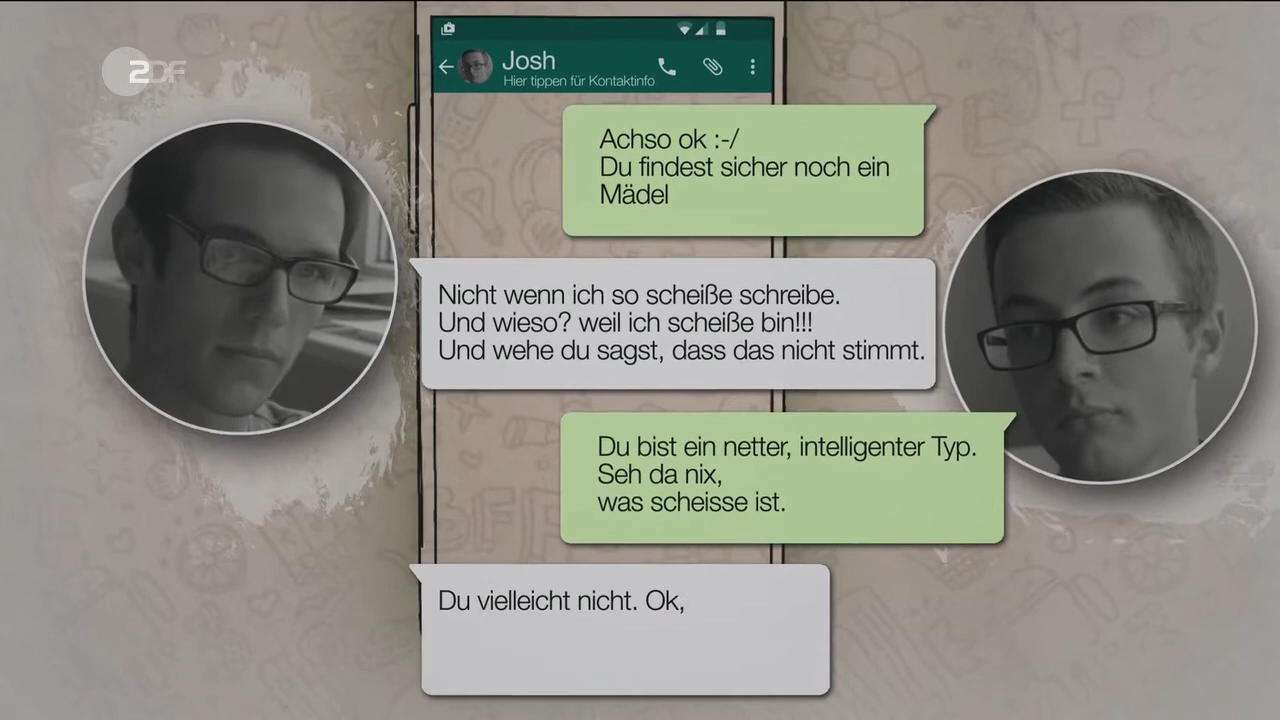 2DF
Josh
Hier tippen für Kontaktinfo
Achso ok :-/
Du findest sicher noch ein
Mädel
Nicht wenn ich so scheiße schreibe.
Und wieso? weil ich scheiße bin!!!
Und wehe du sagst, dass das nicht stimmt.
Du bist ein netter, intelligenter Typ.
Seh da nix,
was scheisse ist.
Du vielleicht nicht. Ok,